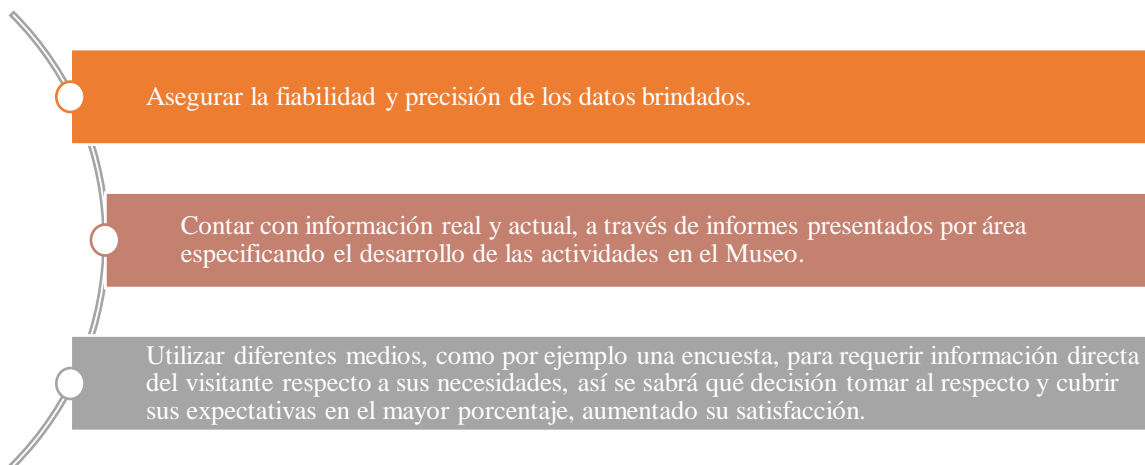 Asegurar la fiabilidad y precisión de los datos brindados.
Contar con información real y actual, a través de informes presentados por área
especificando el desarrollo de las actividades en el Museo.
Utilizar diferentes medios, como por ejemplo una encuesta, para requerir información directa
del visitante respecto a sus necesidades, así se sabrá qué decisión tomar al respecto y cubrir
sus expectativas en el mayor porcentaje, aumentado su satisfacción.